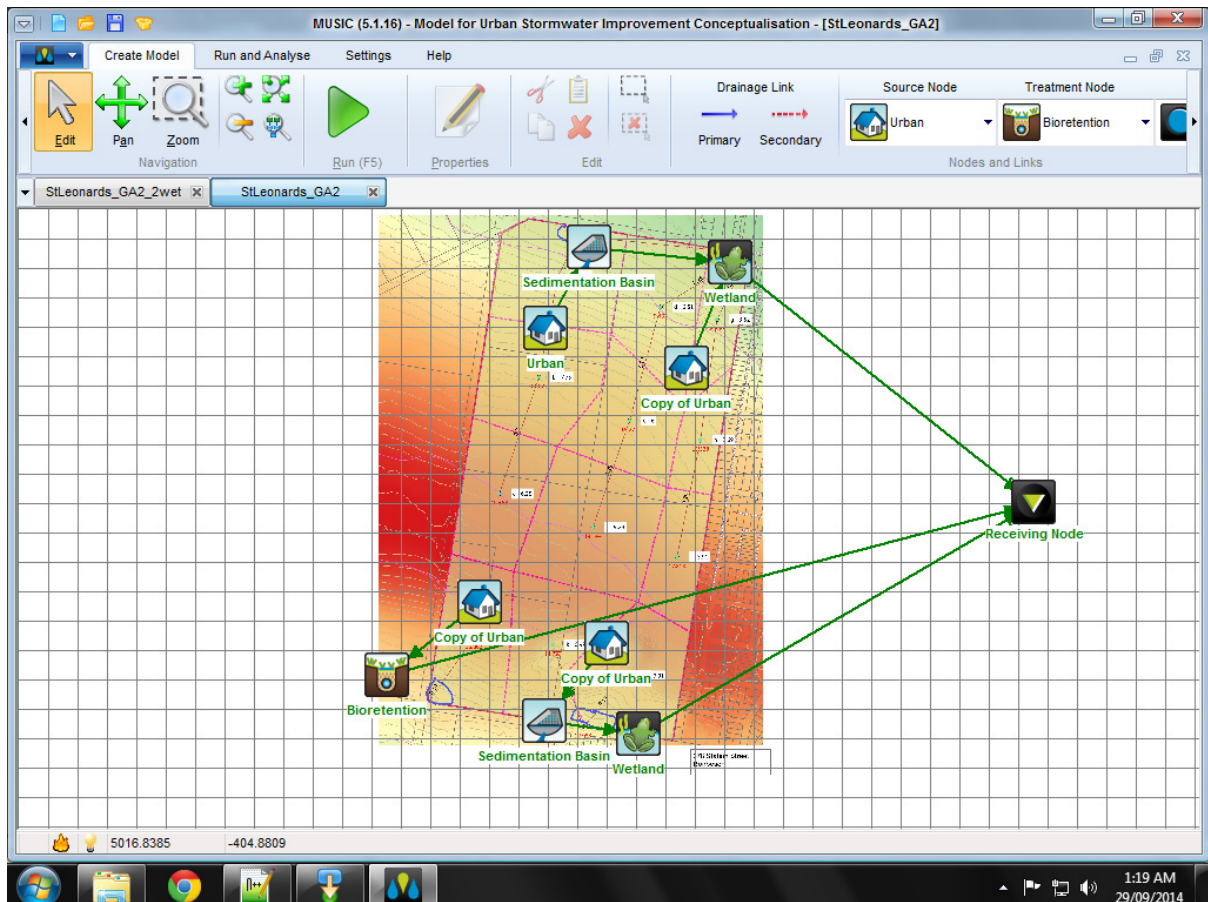 MUSIC (5.1.16) - Model for Urban Stormwater Improvement Conceptualisation - [StLeonards_GA2]
Create Model Run and Analyse Settings Help
Edit Pan Zoom
Navigation
Run (F5)
Properties
Edit
Drainage Link
Primary Secondary
Source Node
Urban
Treatment Node
Bioretention
Nodes and Links
StLeonards_GA2_2wet StLeonards_GA2
Sedimentation Basin
Wetland
Urban
Copy of Urban
Receiving Node
Copy of Urban
Copy of Urban
Bioretention
Sedimentation Basin
Wetland
5016.8385 -404.8809
1:19 AM
29/09/2014